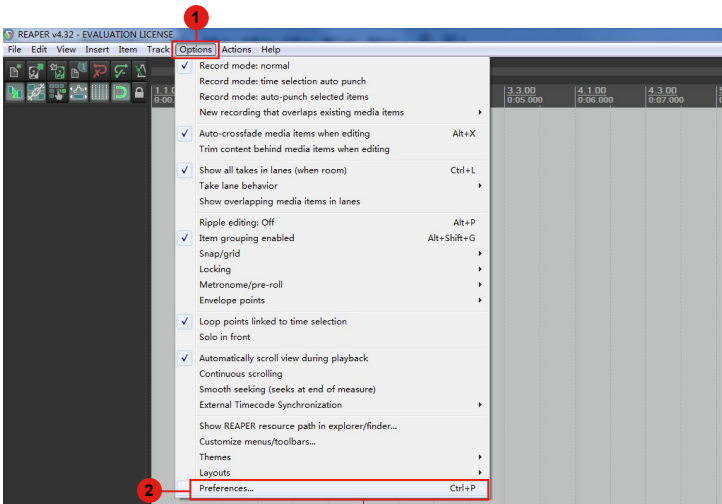 1
REAPER v4.32 - EVALUATION LICENSE
File Edit View Insert Item Track Options Actions Help
Record mode: normal
Record mode: time selection auto punch
Record mode: auto-punch selected items
New recording that overlaps existing media items
Auto-crossfade media items when editing Alt+X
Trim content behind media items when editing
Show all takes in lanes (when room) Ctrl+L
Take lane behavior
Show overlapping media items in lanes
Ripple editing: Off Alt+P
Item grouping enabled Alt+Shift+G
Snap/grid
Locking
Metronome/pre-roll
Envelope points
Loop points linked to time selection
Solo in front
Automatically scroll view during playback
Continuous scrolling
Smooth seeking (seeks at end of measure)
External Timecode Synchronization
Show REAPER resource path in explorer/finder...
Customize menus/toolbars...
Themes
Layouts
2
Preferences... Ctrl+P
3.3.00 4.1.00 4.3.00
0:05.000 0:06.000 0:07.000